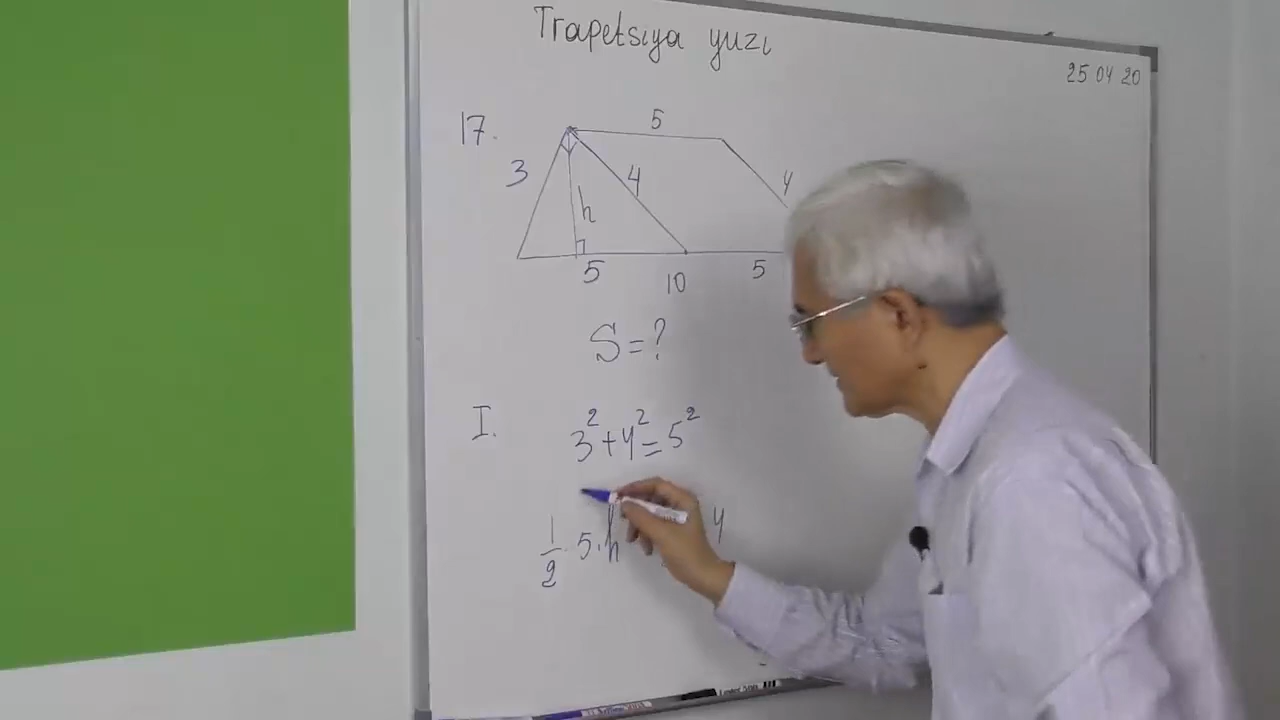 Trapetsiya yuzi
25 04 20
17.
5
3
4
4
h
5
10
5
S=?
I.
3²+4²=5²
1/2 · 5 · h
4